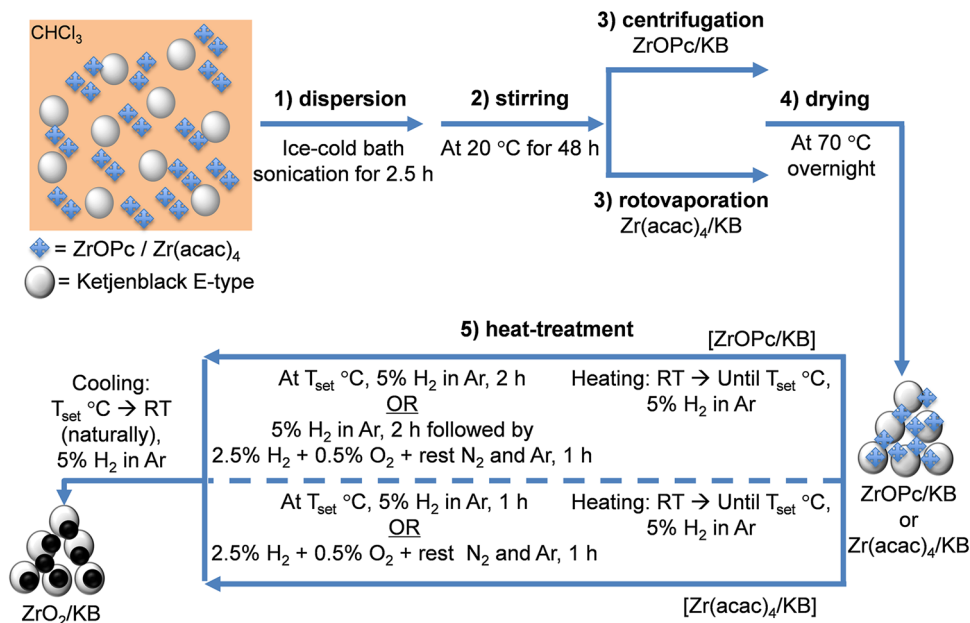 CHCl₃
1) dispersion
Ice-cold bath
sonication for 2.5 h
2) stirring
At 20 °C for 48 h
3) centrifugation
ZrOPc/KB
3) rotovaporation
Zr(acac)₄/KB
4) drying
At 70 °C
overnight
= ZrOPc / Zr(acac)₄
= Ketjenblack E-type
5) heat-treatment
[ZrOPc/KB]
At Tset °C, 5% H₂ in Ar, 2 h
OR
5% H₂ in Ar, 2 h followed by
2.5% H₂ + 0.5% O₂ + rest N₂ and Ar, 1 h
Heating: RT → Until Tset °C,
5% H₂ in Ar
Cooling:
Tset °C → RT
(naturally),
5% H₂ in Ar
At Tset °C, 5% H₂ in Ar, 1 h
OR
2.5% H₂ + 0.5% O₂ + rest N₂ and Ar, 1 h
Heating: RT → Until Tset °C,
5% H₂ in Ar
[Zr(acac)₄/KB]
ZrOPc/KB
or
Zr(acac)₄/KB
ZrO₂/KB